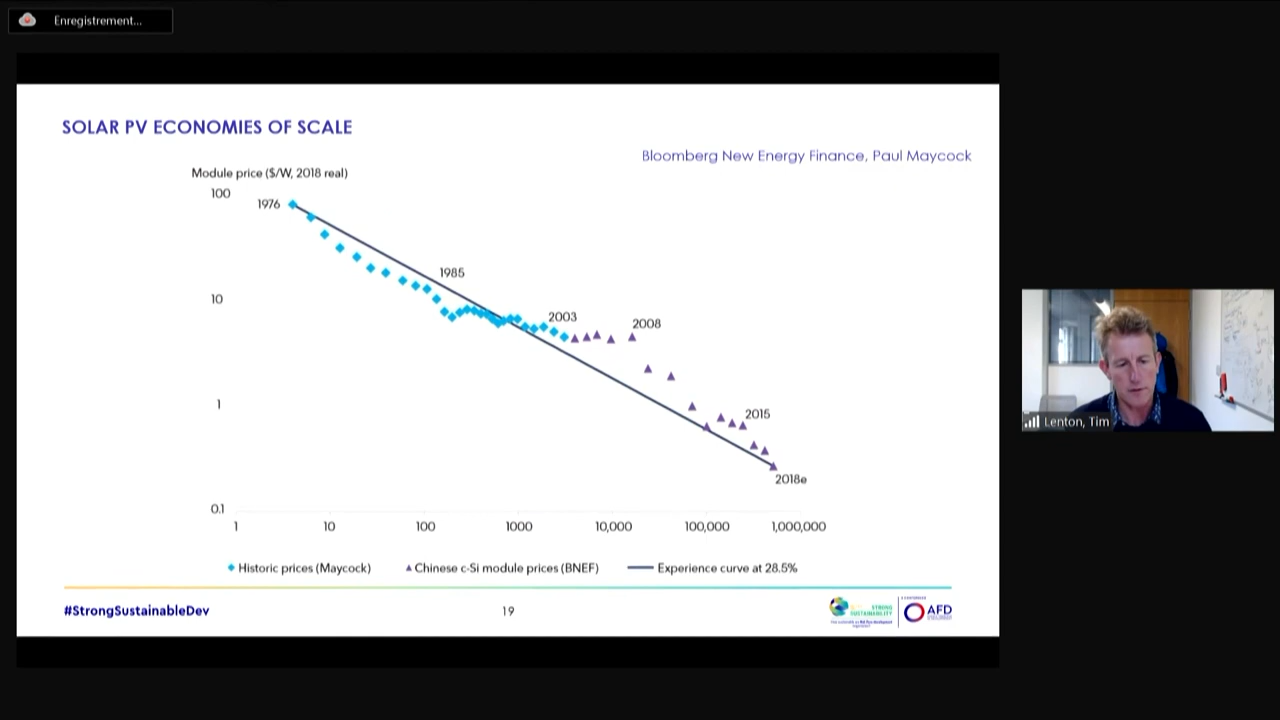 Enregistrement...
SOLAR PV ECONOMIES OF SCALE
Bloomberg New Energy Finance, Paul Maycock
Module price ($/W, 2018 real)
100
1976
1985
10
2003
2008
1
2015
2018e
0.1
1
10
100
1000
10,000
100,000
1,000,000
Historic prices (Maycock)
Chinese c-Si module prices (BNEF)
Experience curve at 28.5%
#StrongSustainableDev
19
STRONG
SUSTAINABILITY
AFD
Lenton, Tim